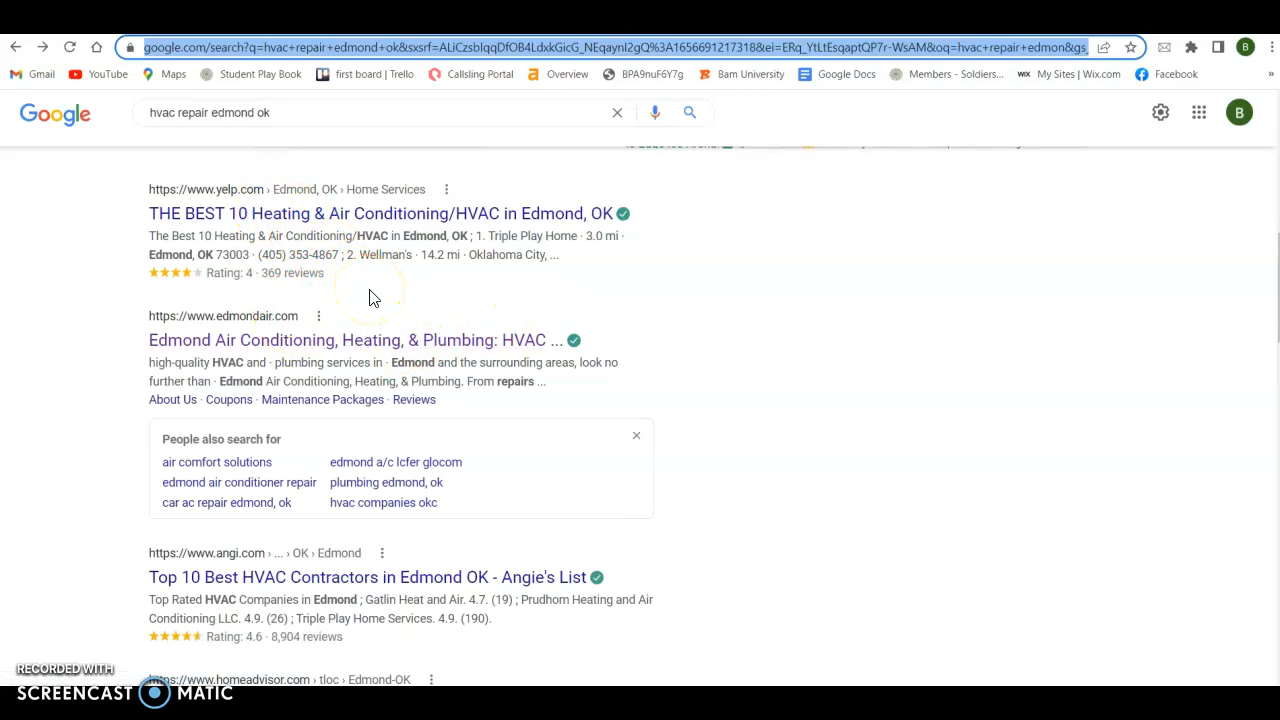 google.com/search?q=hvac+repair+edmond+ok&sxsrf=
Gmail YouTube Maps Student Play Book first board | Trello Callsling Portal Overview BPA9nuF6Y7g Bam University Google Docs Members - Soldiers... WIX My Sites | Wix.com Facebook »
Google hvac repair edmond ok B
https://www.yelp.com › Edmond, OK › Home Services
THE BEST 10 Heating & Air Conditioning/HVAC in Edmond, OK
The Best 10 Heating & Air Conditioning/HVAC in Edmond, OK ; 1. Triple Play Home · 3.0 mi ·
Edmond, OK 73003 · (405) 353-4867 ; 2. Wellman's · 14.2 mi · Oklahoma City, ...
Rating: 4 · 369 reviews
https://www.edmondair.com
Edmond Air Conditioning, Heating, & Plumbing: HVAC ...
high-quality HVAC and · plumbing services in · Edmond and the surrounding areas, look no
further than · Edmond Air Conditioning, Heating, & Plumbing. From repairs ...
About Us · Coupons · Maintenance Packages · Reviews
People also search for
air comfort solutions edmond a/c lcfer glocom
edmond air conditioner repair plumbing edmond, ok
car ac repair edmond, ok hvac companies okc
https://www.angi.com › ... › OK › Edmond
Top 10 Best HVAC Contractors in Edmond OK - Angie's List
Top Rated HVAC Companies in Edmond ; Gatlin Heat and Air. 4.7. (19) ; Prudhom Heating and Air
Conditioning LLC. 4.9. (26) ; Triple Play Home Services. 4.9. (190).
Rating: 4.6 · 8,904 reviews
https://www.homeadvisor.com › tloc › Edmond-OK
RECORDED WITH
SCREENCAST MATIC